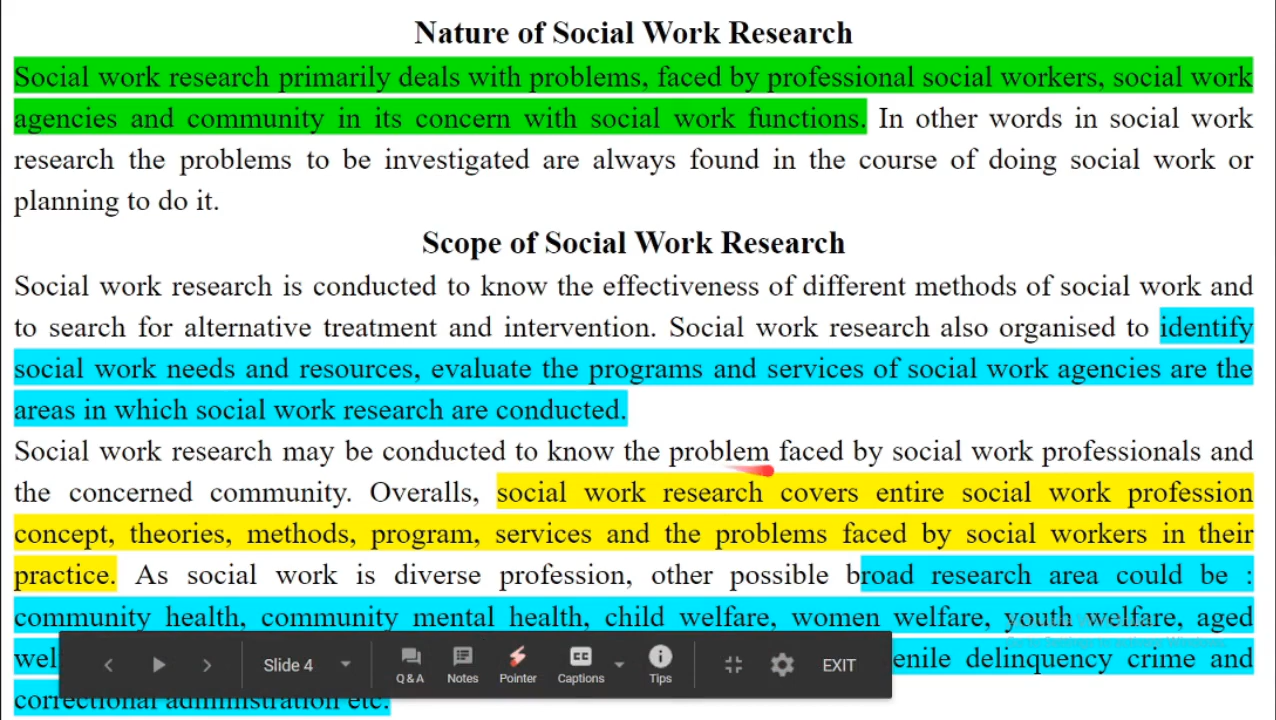 Nature of Social Work Research
Social work research primarily deals with problems, faced by professional social workers, social work
agencies and community in its concern with social work functions. In other words in social work
research the problems to be investigated are always found in the course of doing social work or
planning to do it.
Scope of Social Work Research
Social work research is conducted to know the effectiveness of different methods of social work and
to search for alternative treatment and intervention. Social work research also organised to identify
social work needs and resources, evaluate the programs and services of social work agencies are the
areas in which social work research are conducted.
Social work research may be conducted to know the problem faced by social work professionals and
the concerned community. Overalls, social work research covers entire social work profession
concept, theories, methods, program, services and the problems faced by social workers in their
practice. As social work is diverse profession, other possible broad research area could be :
community health, community mental health, child welfare, women welfare, youth welfare, aged
wel enile delinquency crime and
Slide 4 Q&A Notes Pointer Captions CC Tips EXIT
correctional administration etc.